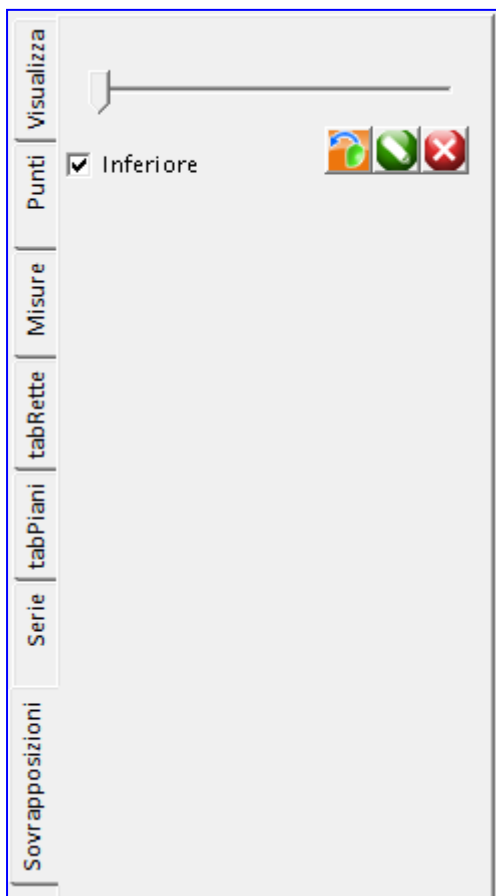 Visualizza
Punti
Misure
tabRette
tabPiani
Serie
Sovrapposizioni
Inferiore